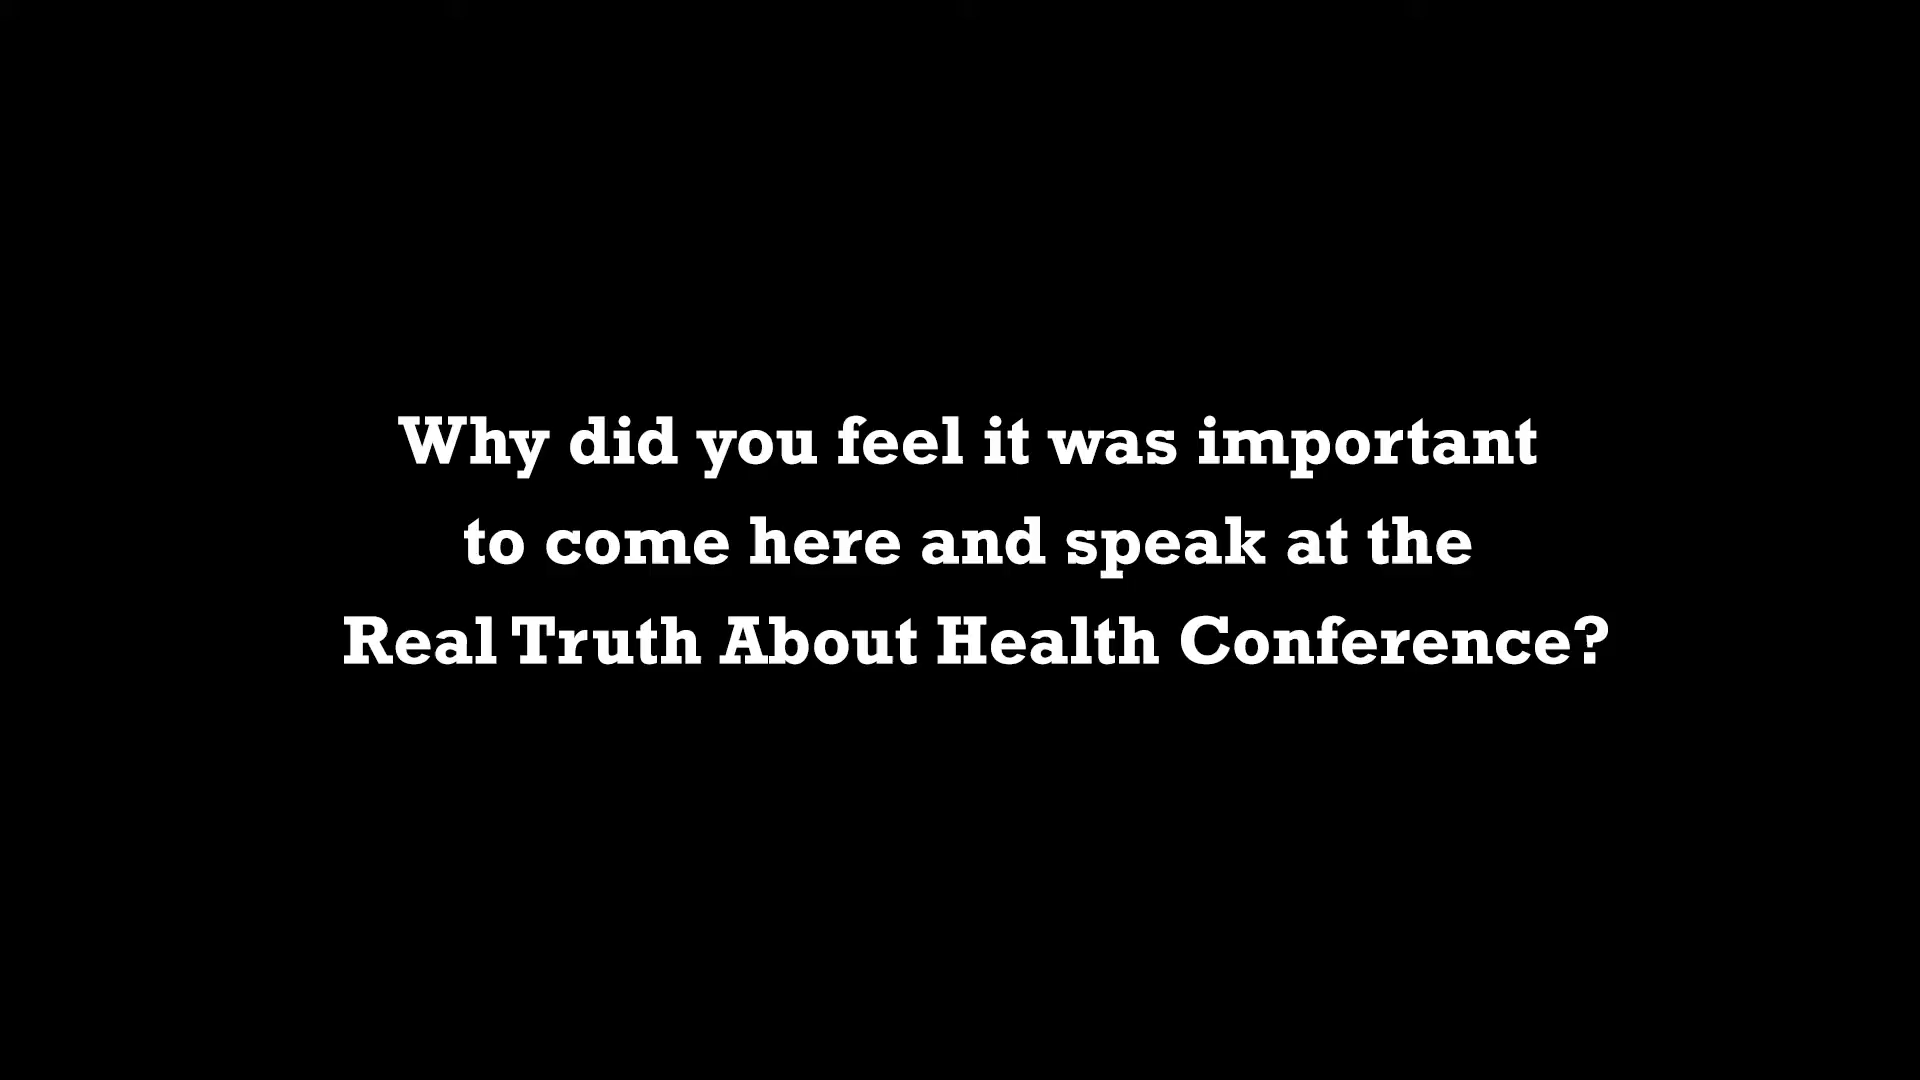 Why did you feel it was important
to come here and speak at the
Real Truth About Health Conference?